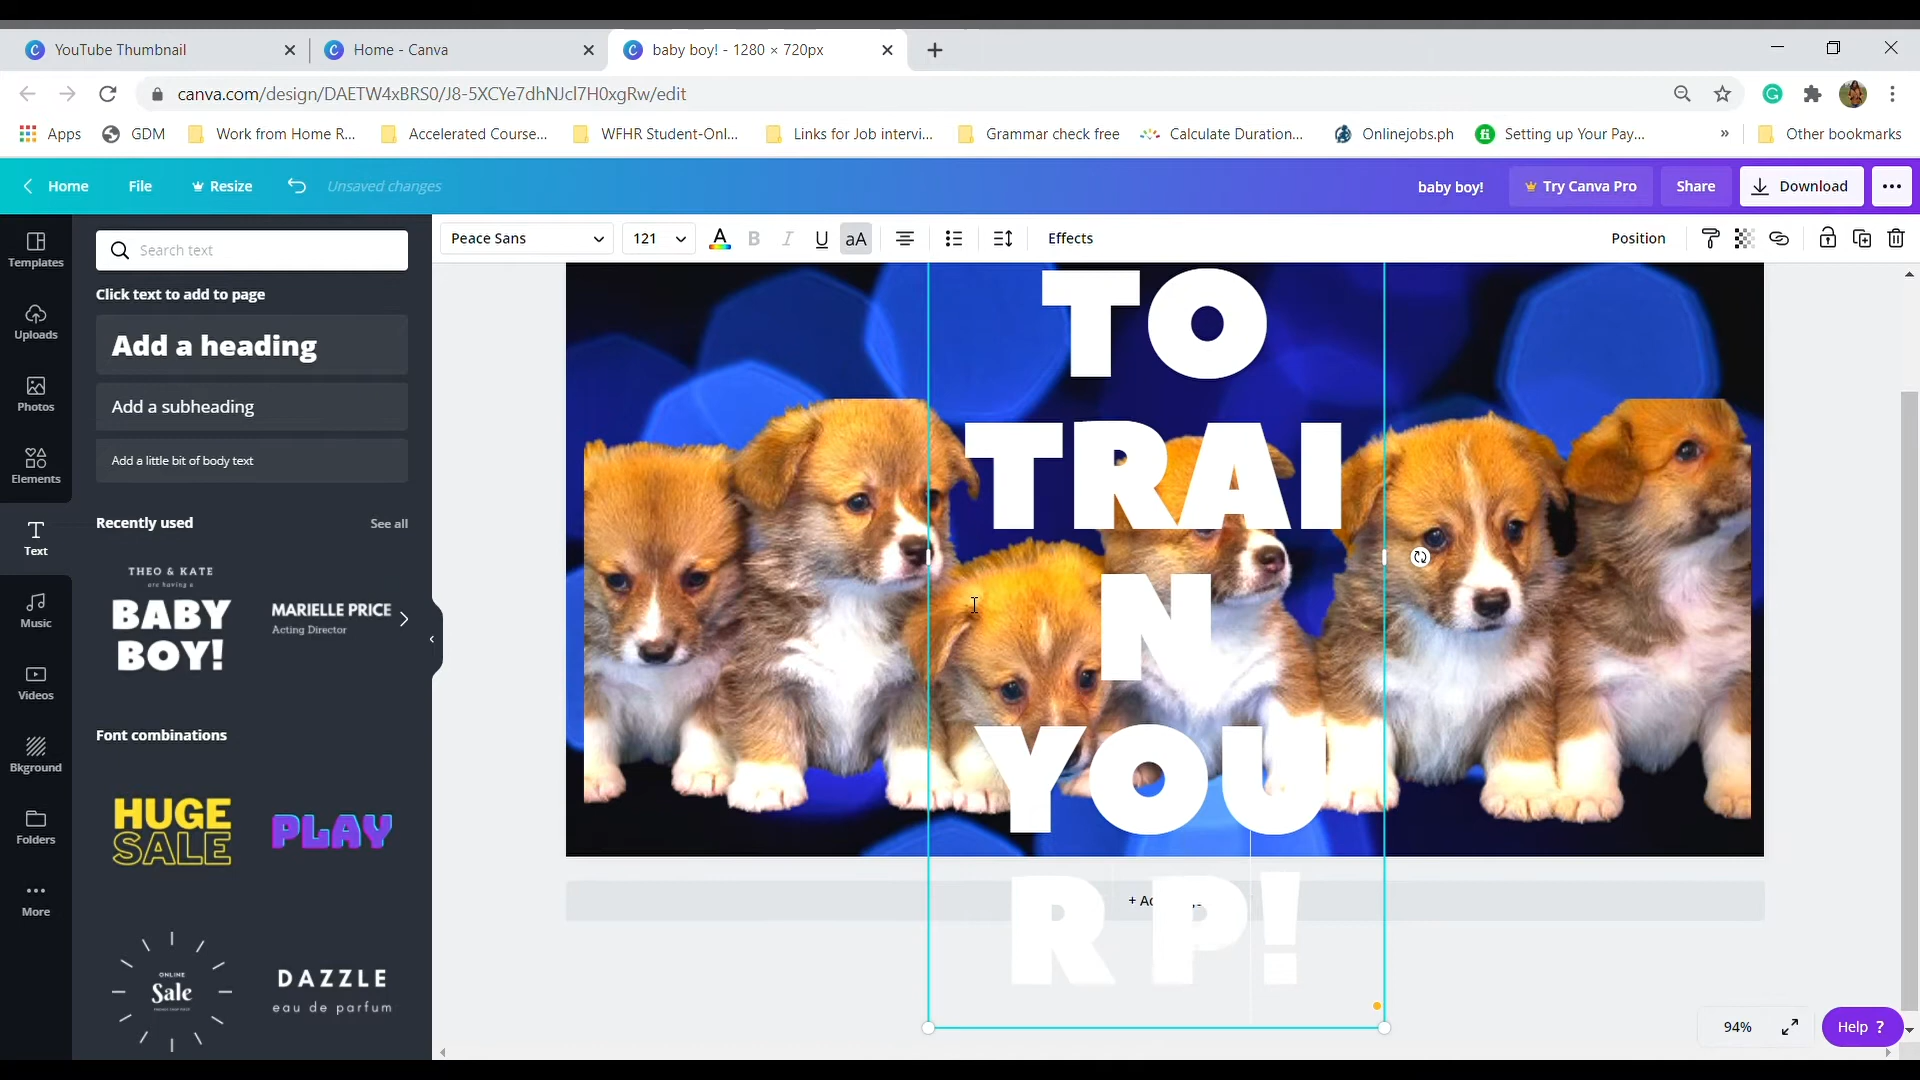 YouTube Thumbnail
Home - Canva
baby boy! - 1280 × 720px
canva.com/design/DAETW4xBRS0/J8-5XCYe7dhNJcl7H0xgRw/edit
Apps
GDM
Work from Home R...
Accelerated Course...
WFHR Student-Onl...
Links for Job intervi...
Grammar check free
Calculate Duration...
Onlinejobs.ph
Setting up Your Pay...
»
Other bookmarks
Home
File
Resize
Unsaved changes
baby boy!
Try Canva Pro
Share
Download
Peace Sans
121
A
B
I
U
aA
Effects
Position
Templates
Uploads
Photos
Elements
Text
Music
Videos
Bkground
Folders
More
Search text
Click text to add to page
Add a heading
Add a subheading
Add a little bit of body text
Recently used
See all
THEO & KATE
are having a
BABY
BOY!
MARIELLE PRICE
Acting Director
Font combinations
HUGE
SALE
PLAY
ONLINE
Sale
DAZZLE
eau de parfum
TO
TRAI
N
YOU
R P!
94%
Help ?